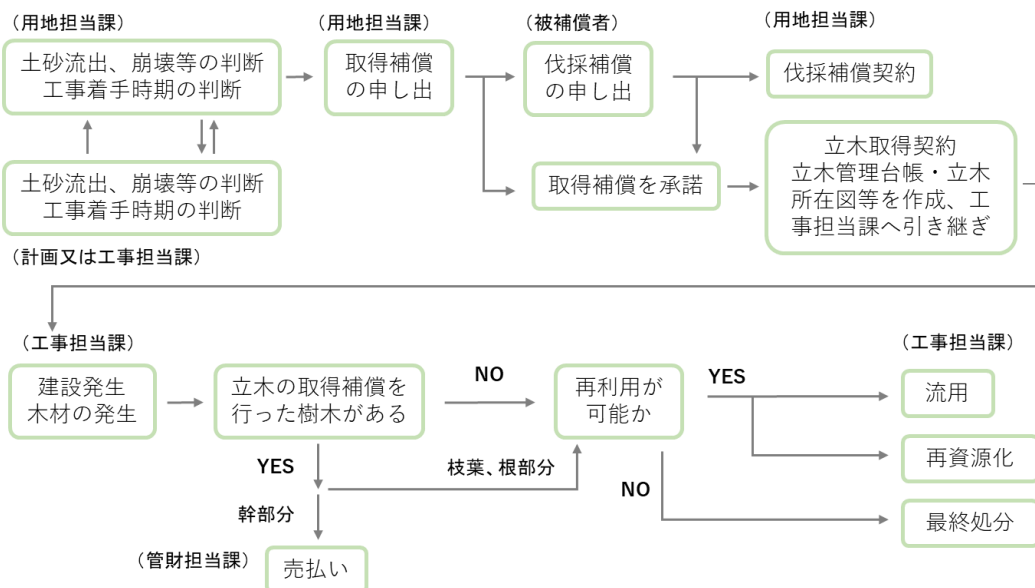 （用地担当課）
土砂流出、崩壊等の判断
工事着手時期の判断
土砂流出、崩壊等の判断
工事着手時期の判断
（計画又は工事担当課）
（用地担当課）
取得補償
の申し出
（被補償者）
伐採補償
の申し出
取得補償を承諾
（用地担当課）
伐採補償契約
立木取得契約
立木管理台帳・立木
所在図等を作成、工
事担当課へ引き継ぎ
（工事担当課）
建設発生
木材の発生
立木の取得補償を
行った樹木がある
NO
YES
枝葉、根部分
幹部分
（管財担当課）
売払い
再利用が
可能か
YES
NO
（工事担当課）
流用
再資源化
最終処分